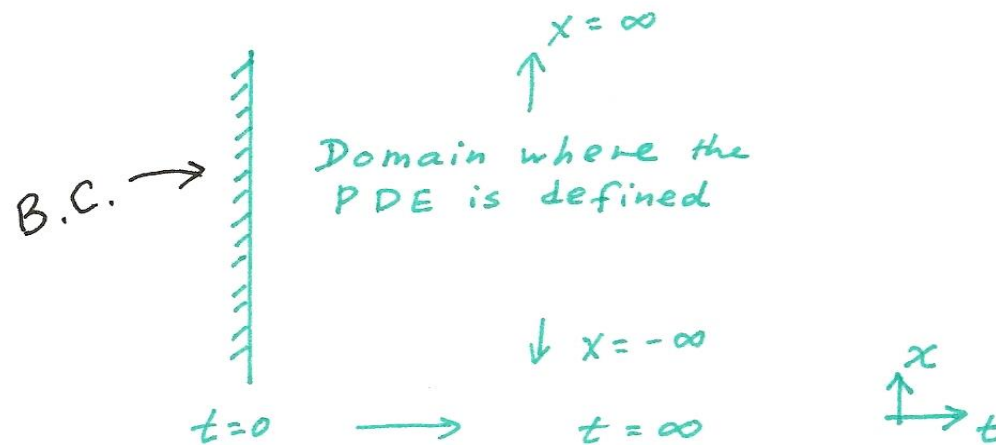 x = ∞
Domain where the
PDE is defined
B.C.
x = -∞
x
t=0
t = ∞
t